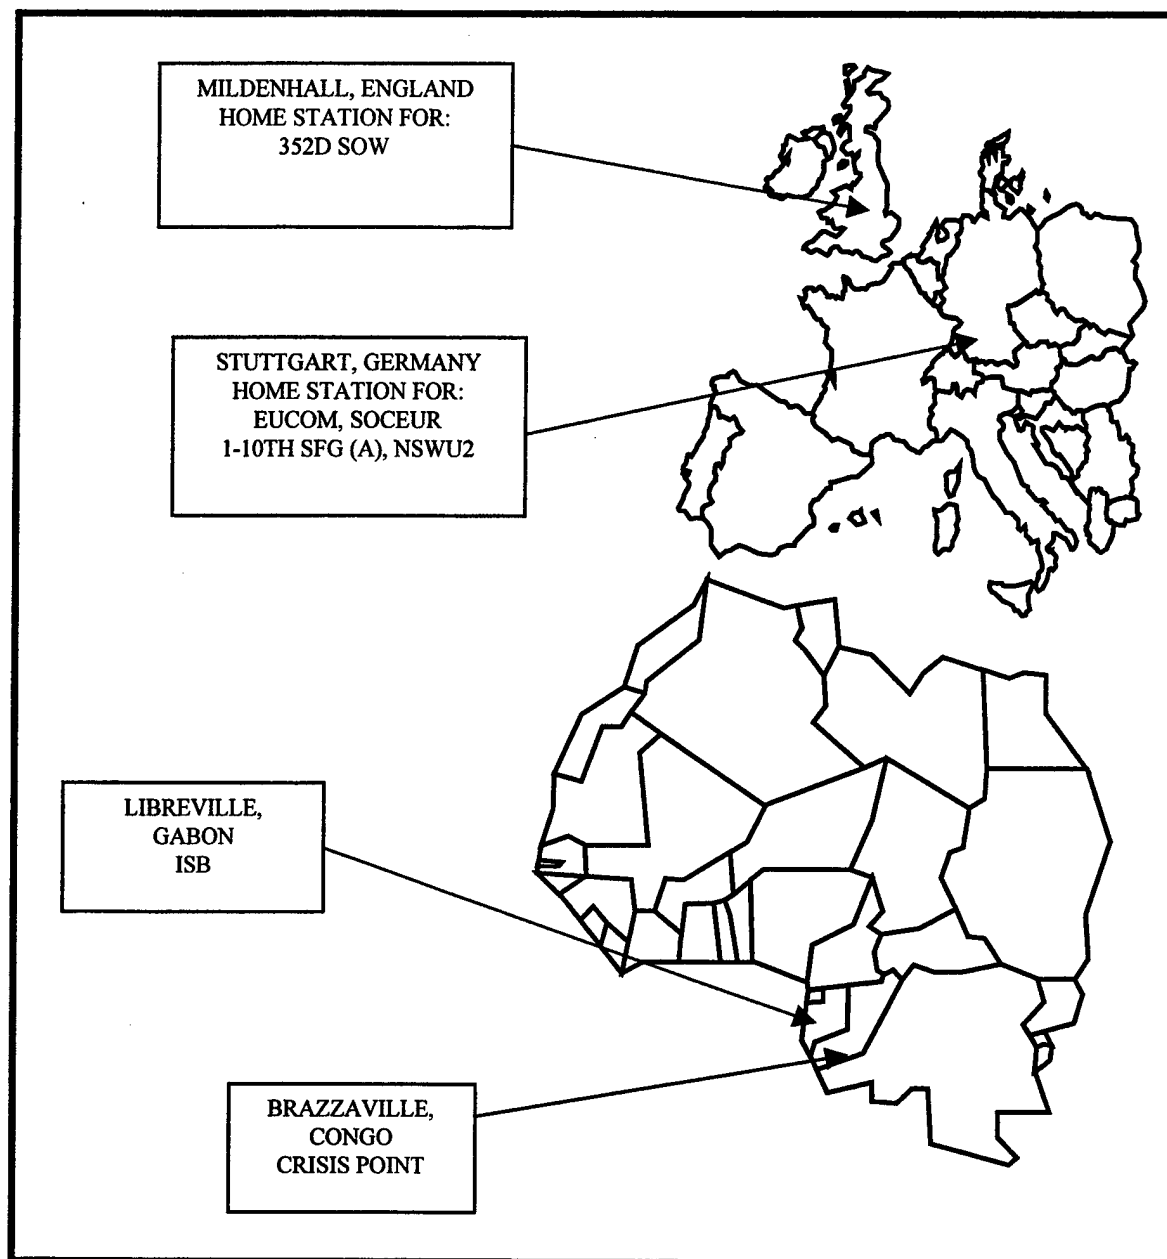 MILDENHALL, ENGLAND
HOME STATION FOR:
352D SOW
STUTTGART, GERMANY
HOME STATION FOR:
EUCOM, SOCEUR
1-10TH SFG (A), NSWU2
LIBREVILLE,
GABON
ISB
BRAZZAVILLE,
CONGO
CRISIS POINT